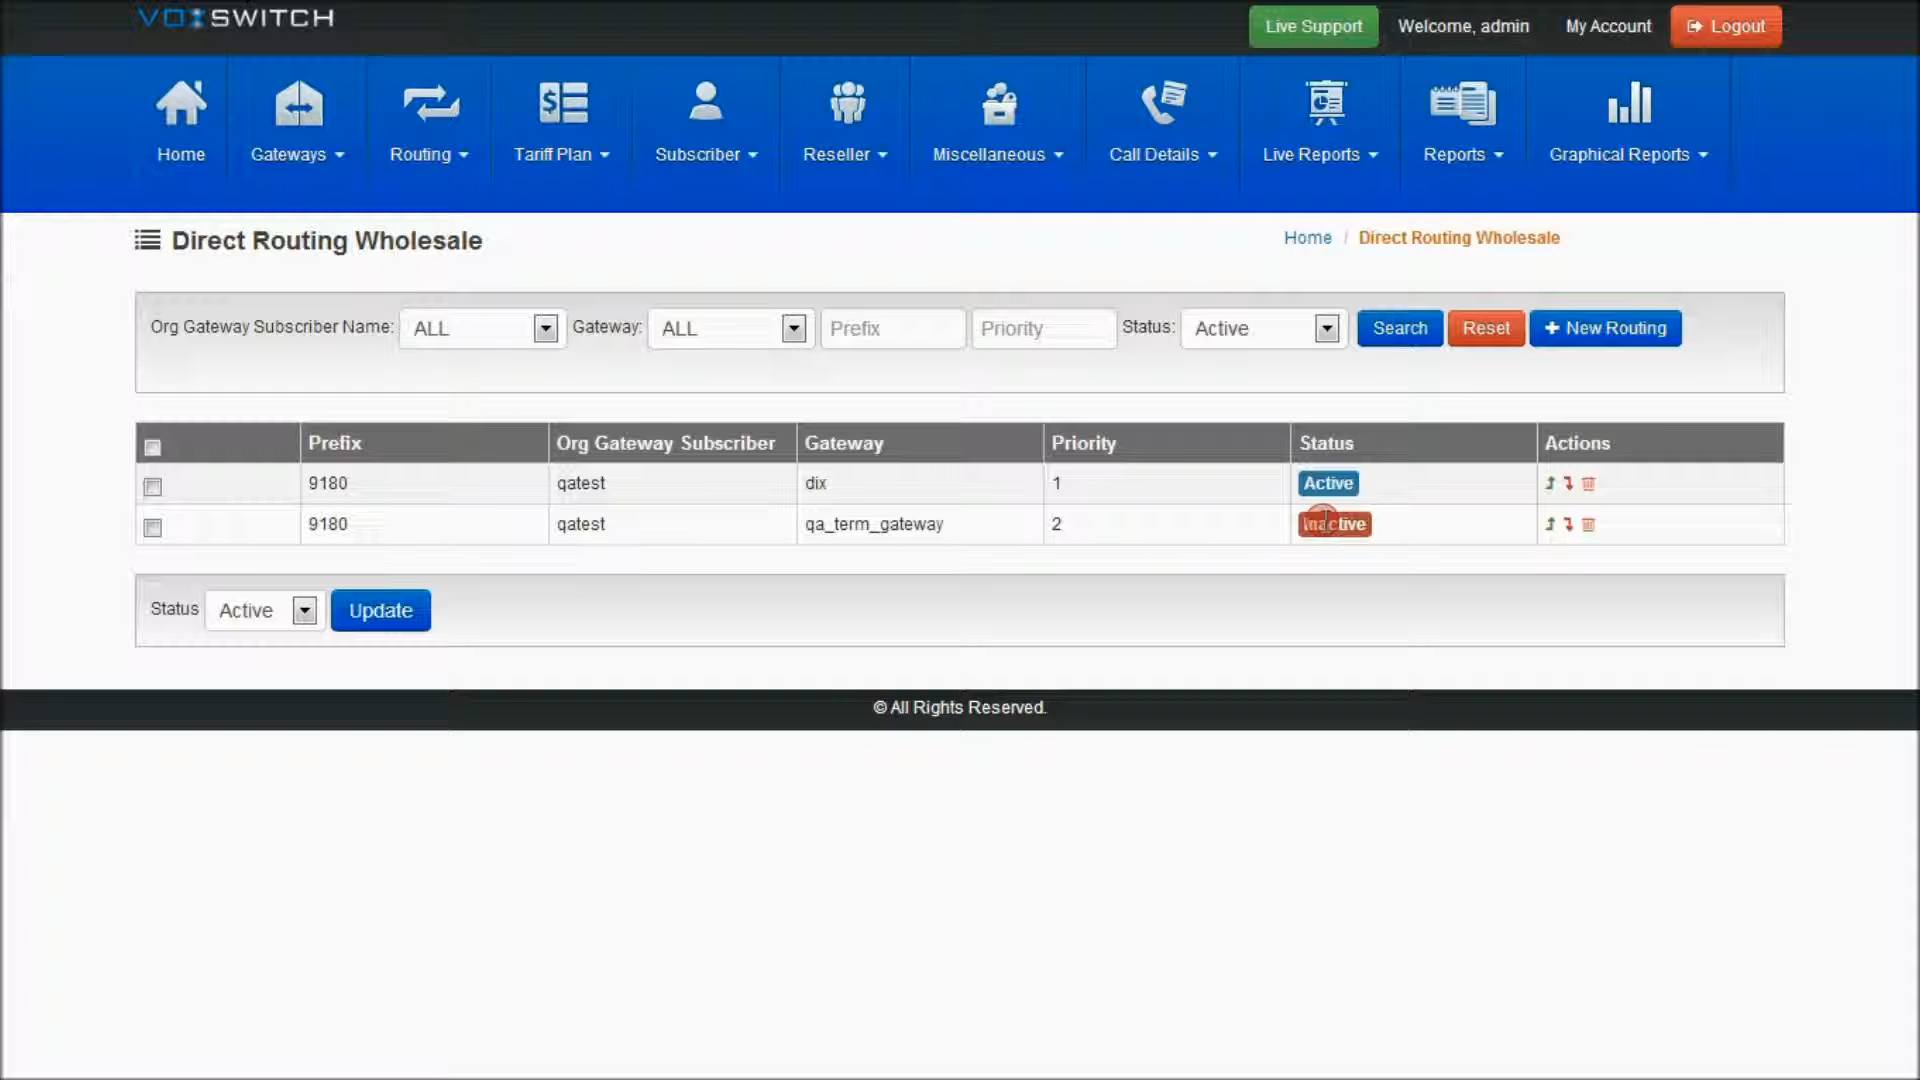 VOXSWITCH
Live Support Welcome, admin My Account Logout
Home Gateways Routing Tariff Plan Subscriber Reseller Miscellaneous Call Details Live Reports Reports Graphical Reports
Direct Routing Wholesale
Home / Direct Routing Wholesale
Org Gateway Subscriber Name: ALL Gateway: ALL Prefix Priority Status: Active Search Reset + New Routing
Prefix Org Gateway Subscriber Gateway Priority Status Actions
9180 qatest dix 1 Active
9180 qatest qa_term_gateway 2 Inactive
Status Active Update
© All Rights Reserved.